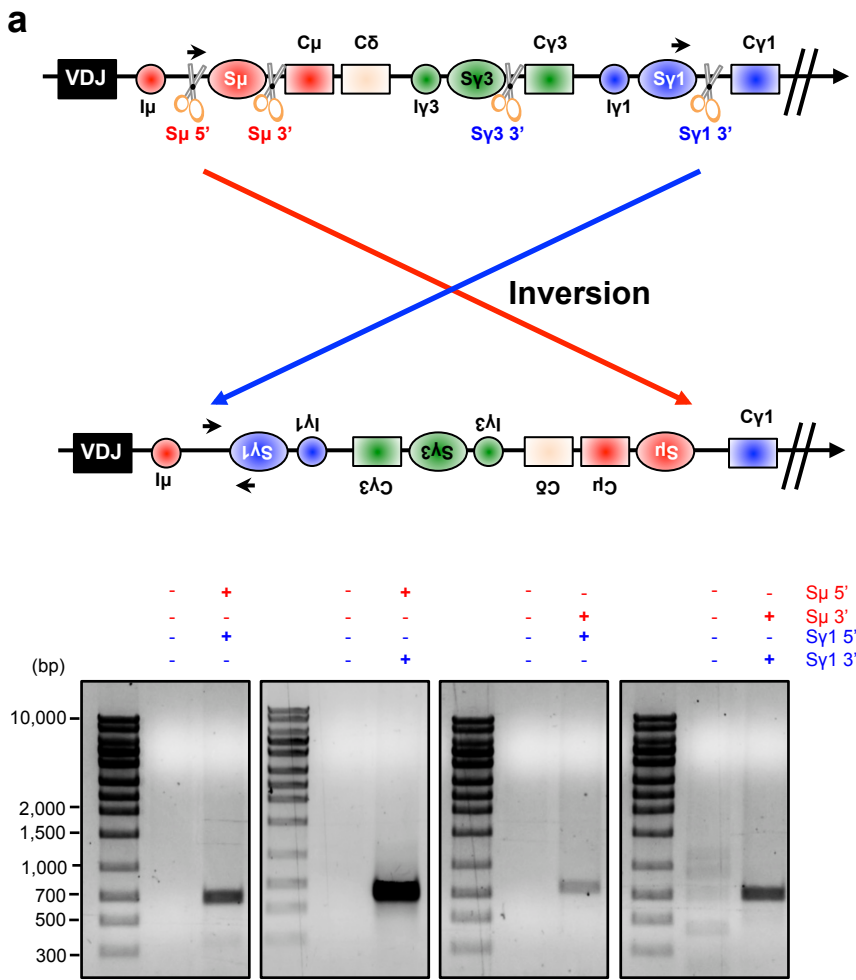 a
Cμ Cδ Cγ3 Cγ1
VDJ Sμ Sγ3 Sγ1
Iμ Iγ3 Iγ1
Sμ 5’ Sμ 3’ Sγ3 3’ Sγ1 3’
Inversion
Iγ1 Iγ3 Cγ1
VDJ Sγ1 Sγ3 Sμ
Iμ Cγ3 Cδ Cμ
- + - + - - - - Sμ 5’
- - - - - + - + Sμ 3’
- + - - - + - - Sγ1 5’
- - - + - - - + Sγ1 3’
(bp)
10,000
2,000
1,500
1,000
700
500
300